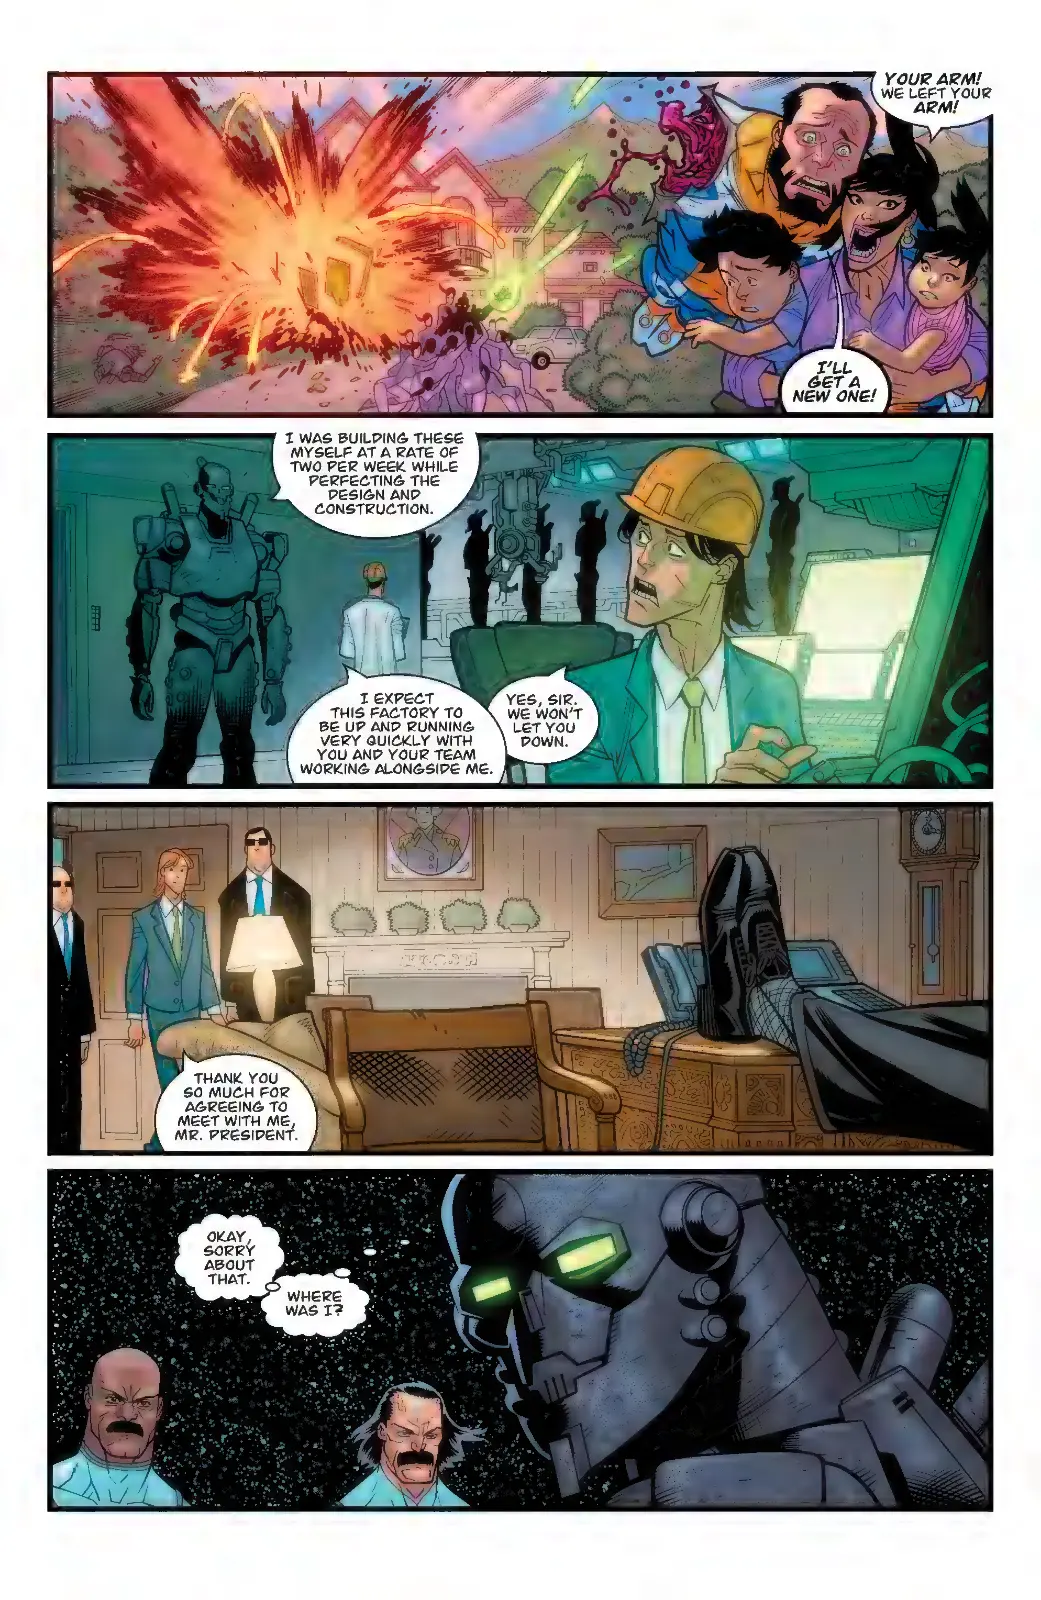 YOUR ARM!
WE LEFT YOUR
ARM!
I'LL
GET A
NEW ONE!
I WAS BUILDING THESE
MYSELF AT A RATE OF
TWO PER WEEK WHILE
PERFECTING THE
DESIGN AND
CONSTRUCTION.
I EXPECT
THIS FACTORY TO
BE UP AND RUNNING
VERY QUICKLY WITH
YOU AND YOUR TEAM
WORKING ALONGSIDE ME.
YES, SIR.
WE WON'T
LET YOU
DOWN.
THANK YOU
SO MUCH FOR
AGREEING TO
MEET WITH ME,
MR. PRESIDENT.
OKAY,
SORRY
ABOUT
THAT.
WHERE
WAS I?